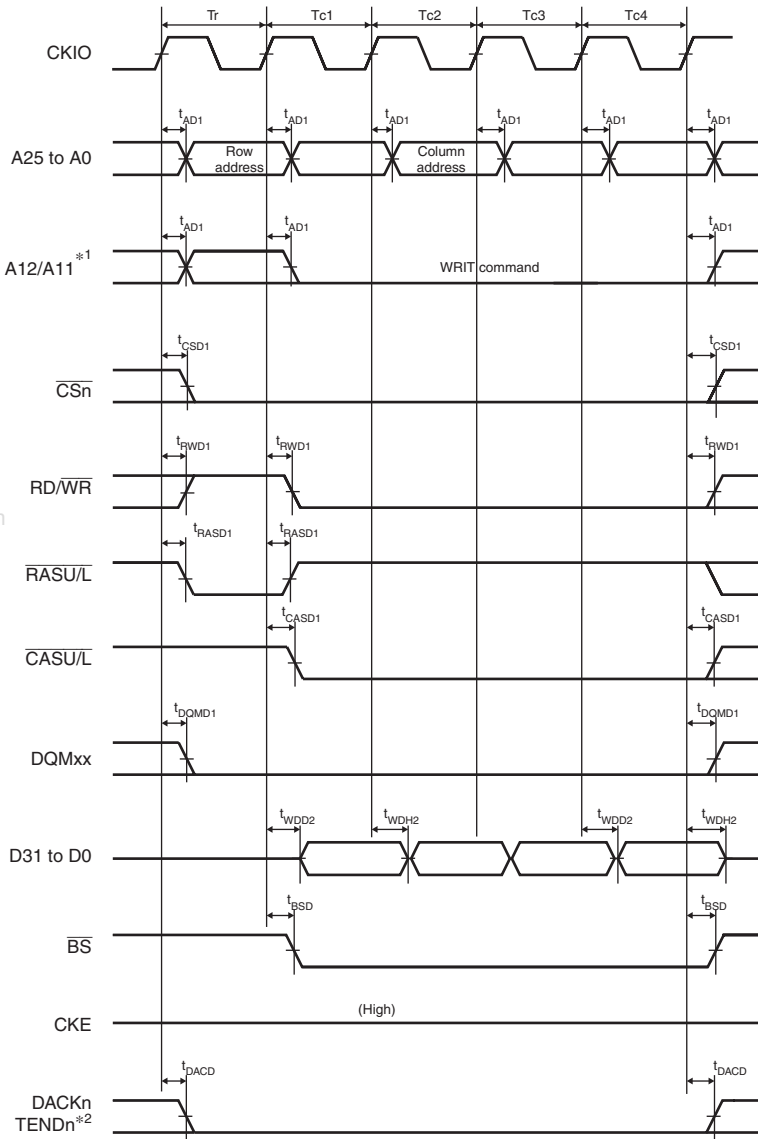 Tr Tc1 Tc2 Tc3 Tc4
CKIO
tAD1 tAD1 tAD1 tAD1 tAD1 tAD1
A25 to A0 Row address Column address
tAD1 tAD1 tAD1
A12/A11*1 WRIT command
tCSD1 tCSD1
CSn
tRWD1 tRWD1 tRWD1
RD/WR
tRASD1 tRASD1
RASU/L
tCASD1 tCASD1
CASU/L
tDQMD1 tDQMD1
DQMxx
tWDD2 tWDH2 tWDD2 tWDH2
D31 to D0
tBSD tBSD
BS
(High)
CKE
tDACD tDACD
DACKn
TENDn*2